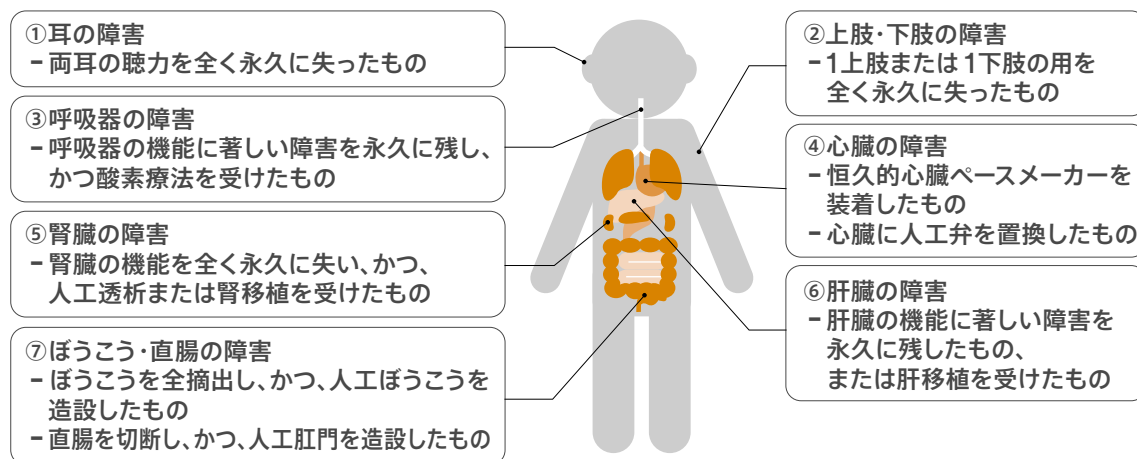 ①耳の障害
－両耳の聴力を全く永久に失ったもの
②上肢・下肢の障害
－1上肢または1下肢の用を
全く永久に失ったもの
③呼吸器の障害
－呼吸器の機能に著しい障害を永久に残し、
かつ酸素療法を受けたもの
④心臓の障害
－恒久的心臓ペースメーカーを
装着したもの
－心臓に人工弁を置換したもの
⑤腎臓の障害
－腎臓の機能を全く永久に失い、かつ、
人工透析または腎移植を受けたもの
⑥肝臓の障害
－肝臓の機能に著しい障害を
永久に残したもの、
または肝移植を受けたもの
⑦ぼうこう・直腸の障害
－ぼうこうを全摘出し、かつ、人工ぼうこうを
造設したもの
－直腸を切断し、かつ、人工肛門を造設したもの